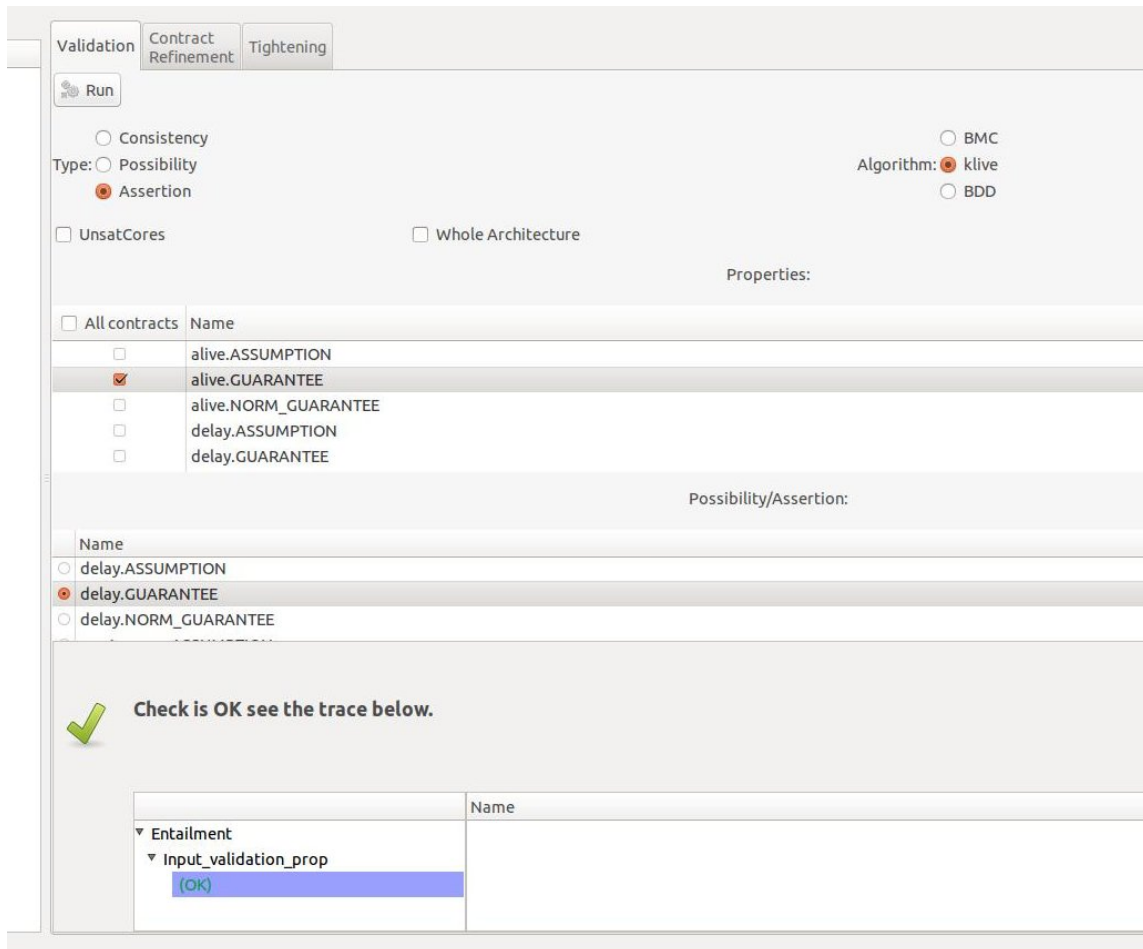 Validation
Contract
Refinement
Tightening
Run
Consistency
Type: Possibility
Assertion
BMC
Algorithm: klive
BDD
UnsatCores
Whole Architecture
Properties:
All contracts Name
alive.ASSUMPTION
alive.GUARANTEE
alive.NORM_GUARANTEE
delay.ASSUMPTION
delay.GUARANTEE
Possibility/Assertion:
Name
delay.ASSUMPTION
delay.GUARANTEE
delay.NORM_GUARANTEE
Check is OK see the trace below.
Name
Entailment
Input_validation_prop
(OK)